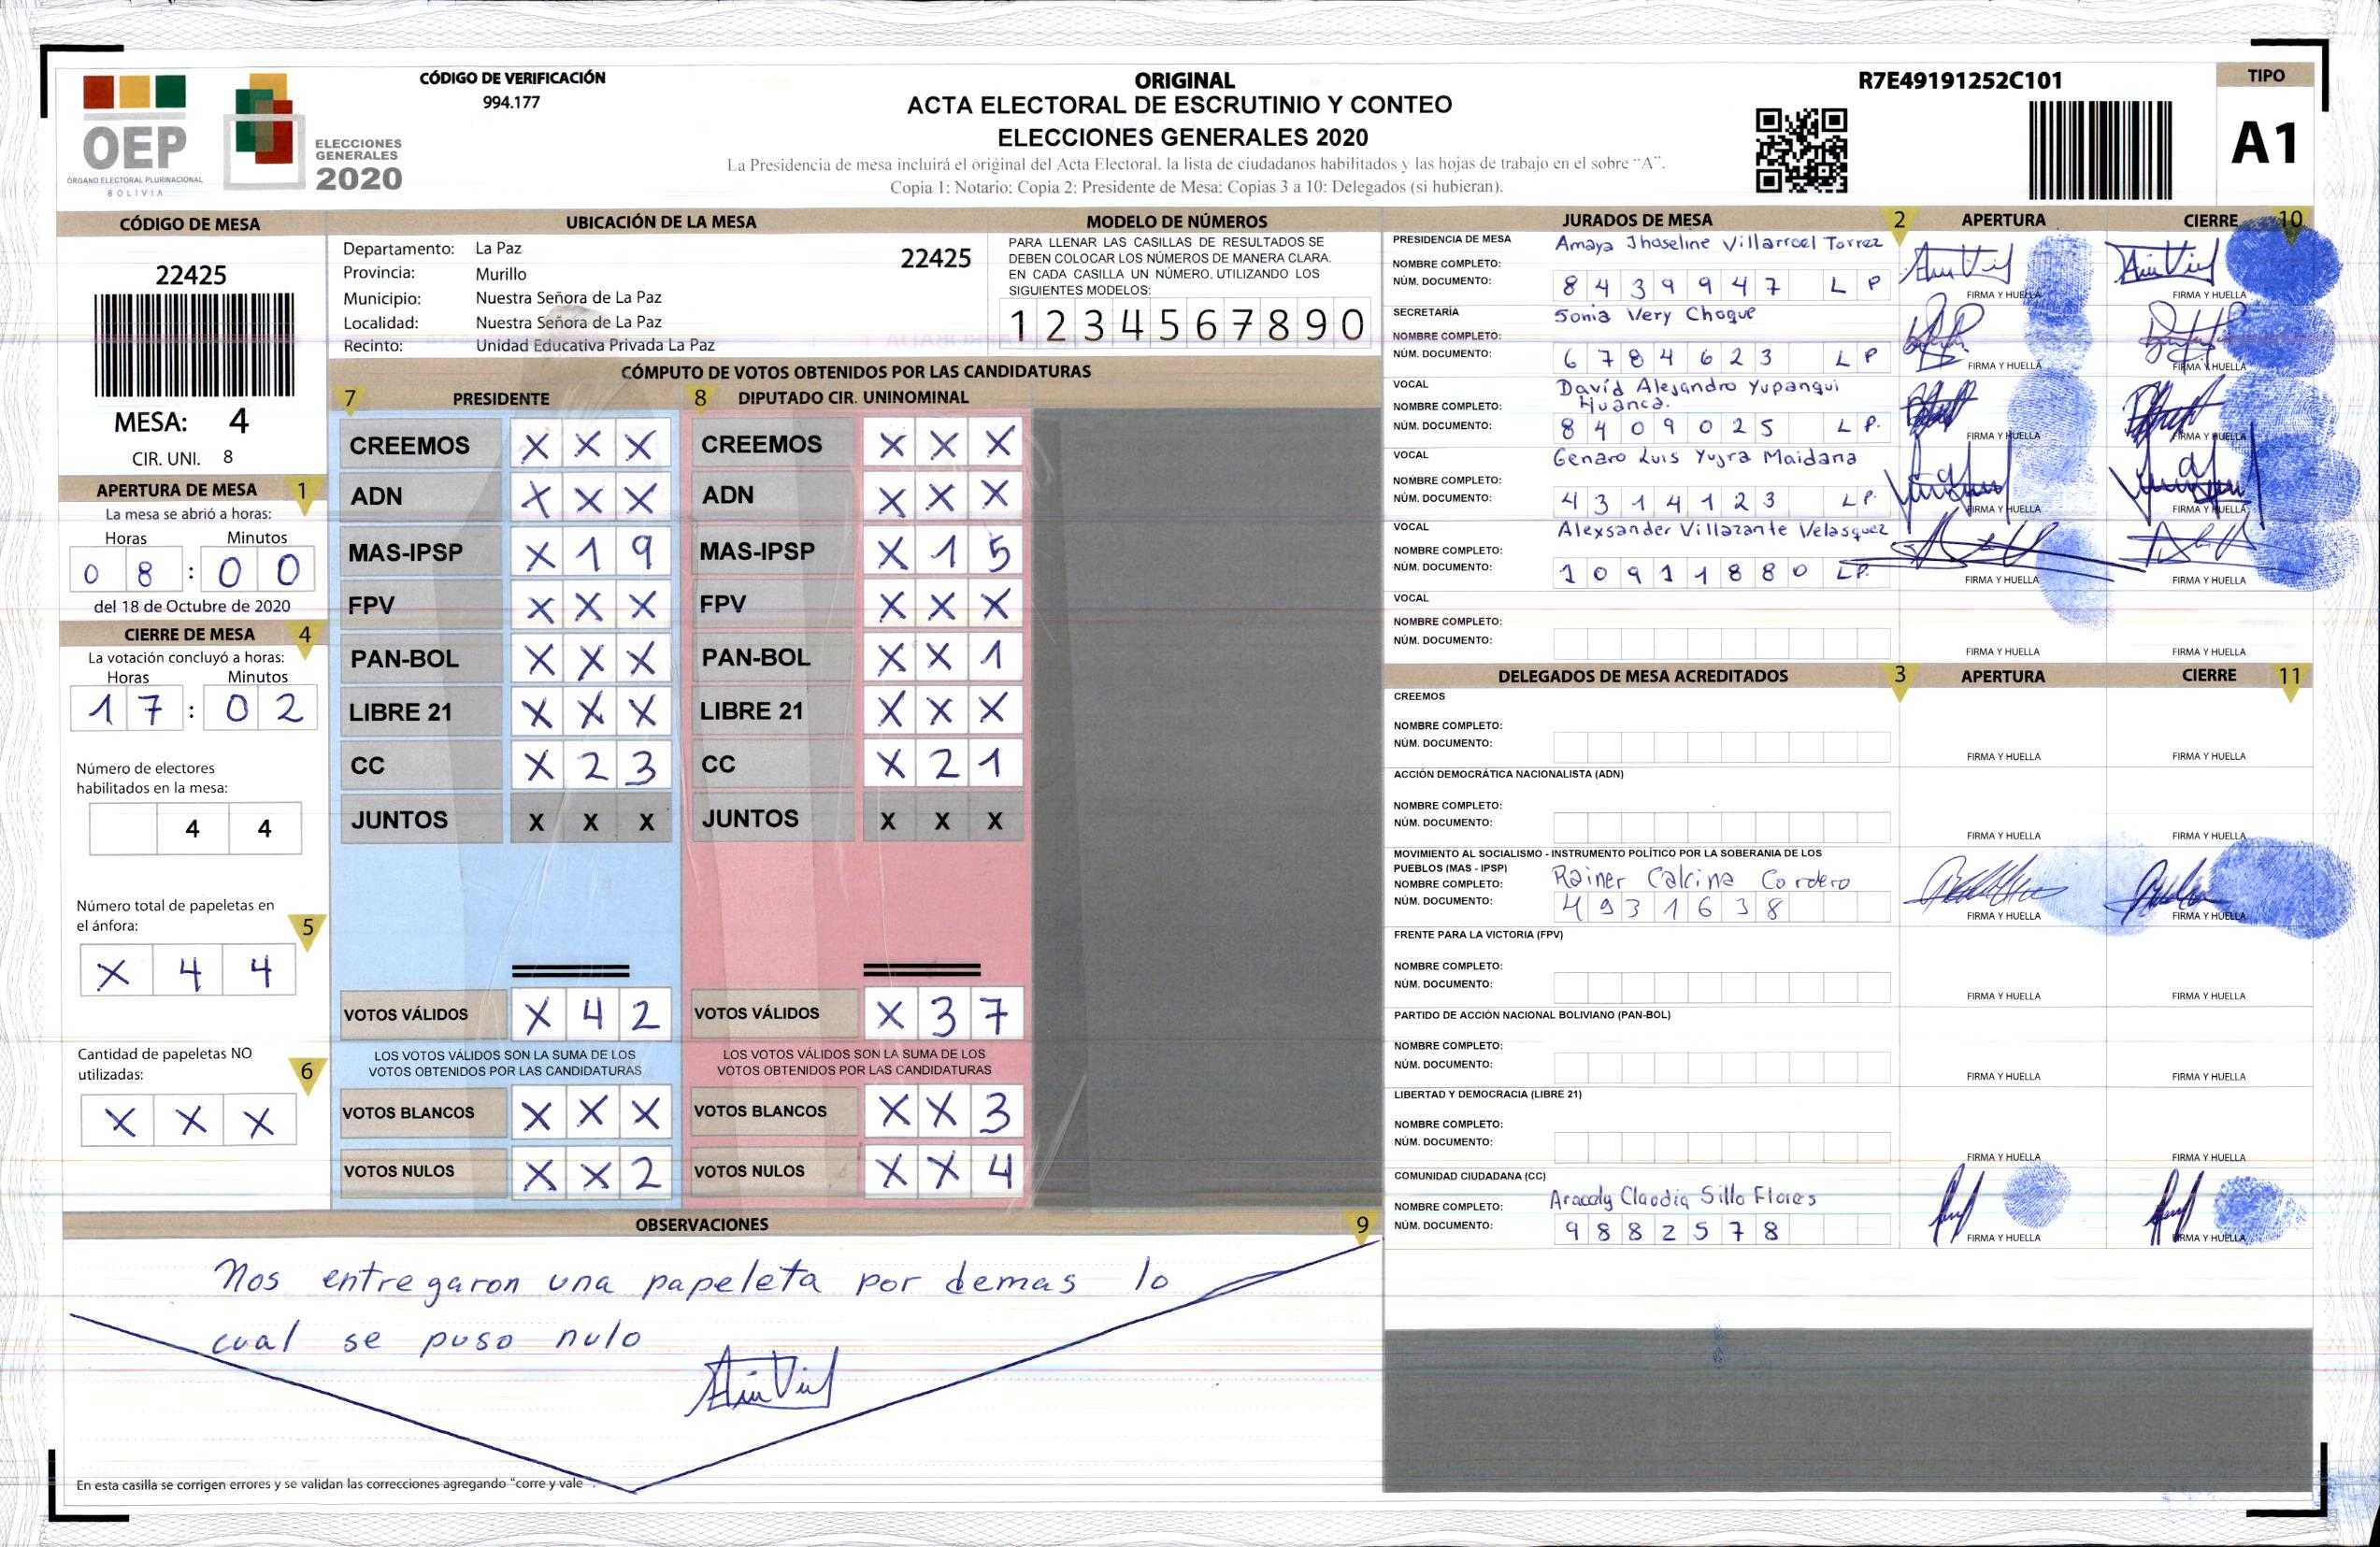 CÓDIGO DE VERIFICACIÓN
994.177
ORIGINAL
ACTA ELECTORAL DE ESCRUTINIO Y CONTEO
ELECCIONES GENERALES 2020
La Presidencia de mesa incluirá el original del Acta Electoral, la lista de ciudadanos habilitados y las hojas de trabajo en el sobre "A".
Copia 1: Notario; Copia 2: Presidente de Mesa; Copias 3 a 10: Delegados (si hubieran).
R7E49191252C101
TIPO
A1
OEP
ÓRGANO ELECTORAL PLURINACIONAL
BOLIVIA
ELECCIONES
GENERALES
2020
CÓDIGO DE MESA
22425
MESA: 4
CIR. UNI. 8
APERTURA DE MESA 1
La mesa se abrió a horas:
Horas Minutos
0 8 : 0 0
del 18 de Octubre de 2020
CIERRE DE MESA 4
La votación concluyó a horas:
Horas Minutos
1 7 : 0 2
Número de electores
habilitados en la mesa:
4 4
Número total de papeletas en
el ánfora: 5
X 4 4
Cantidad de papeletas NO
utilizadas: 6
X X X
UBICACIÓN DE LA MESA
Departamento: La Paz 22425
Provincia: Murillo
Municipio: Nuestra Señora de La Paz
Localidad: Nuestra Señora de La Paz
Recinto: Unidad Educativa Privada La Paz
MODELO DE NÚMEROS
PARA LLENAR LAS CASILLAS DE RESULTADOS SE
DEBEN COLOCAR LOS NÚMEROS DE MANERA CLARA.
EN CADA CASILLA UN NÚMERO, UTILIZANDO LOS
SIGUIENTES MODELOS:
1 2 3 4 5 6 7 8 9 0
CÓMPUTO DE VOTOS OBTENIDOS POR LAS CANDIDATURAS
7 PRESIDENTE 8 DIPUTADO CIR. UNINOMINAL
CREEMOS X X X CREEMOS X X X
ADN X X X ADN X X X
MAS-IPSP X 1 9 MAS-IPSP X 1 5
FPV X X X FPV X X X
PAN-BOL X X X PAN-BOL X X 1
LIBRE 21 X X X LIBRE 21 X X X
CC X 2 3 CC X 2 1
JUNTOS X X X JUNTOS X X X
VOTOS VÁLIDOS X 4 2 VOTOS VÁLIDOS X 3 7
LOS VOTOS VÁLIDOS SON LA SUMA DE LOS LOS VOTOS VÁLIDOS SON LA SUMA DE LOS
VOTOS OBTENIDOS POR LAS CANDIDATURAS VOTOS OBTENIDOS POR LAS CANDIDATURAS
VOTOS BLANCOS X X X VOTOS BLANCOS X X 3
VOTOS NULOS X X 2 VOTOS NULOS X X 4
OBSERVACIONES 9
Nos entregaron una papeleta por demas lo
cual se puso nulo
En esta casilla se corrigen errores y se validan las correcciones agregando "corre y vale".
JURADOS DE MESA 2 APERTURA CIERRE 10
PRESIDENCIA DE MESA Amaya Jhoseline Villarroel Torrez
NOMBRE COMPLETO:
NÚM. DOCUMENTO: 8 4 3 9 9 4 7 L P
FIRMA Y HUELLA FIRMA Y HUELLA
SECRETARÍA Sonia Very Choque
NOMBRE COMPLETO:
NÚM. DOCUMENTO: 6 7 8 4 6 2 3 L P
FIRMA Y HUELLA FIRMA Y HUELLA
VOCAL David Alejandro Yupanqui
NOMBRE COMPLETO: Huanca.
NÚM. DOCUMENTO: 8 4 0 9 0 2 5 L P.
FIRMA Y HUELLA FIRMA Y HUELLA
VOCAL Genaro Luis Yujra Maidana
NOMBRE COMPLETO:
NÚM. DOCUMENTO: 4 3 1 4 1 2 3 L P.
FIRMA Y HUELLA FIRMA Y HUELLA
VOCAL Alexsander Villazante Velasquez
NOMBRE COMPLETO:
NÚM. DOCUMENTO: 1 0 9 1 1 8 8 0 LP.
FIRMA Y HUELLA FIRMA Y HUELLA
VOCAL
NOMBRE COMPLETO:
NÚM. DOCUMENTO:
FIRMA Y HUELLA FIRMA Y HUELLA
DELEGADOS DE MESA ACREDITADOS 3 APERTURA CIERRE 11
CREEMOS
NOMBRE COMPLETO:
NÚM. DOCUMENTO:
FIRMA Y HUELLA FIRMA Y HUELLA
ACCIÓN DEMOCRÁTICA NACIONALISTA (ADN)
NOMBRE COMPLETO:
NÚM. DOCUMENTO:
FIRMA Y HUELLA FIRMA Y HUELLA
MOVIMIENTO AL SOCIALISMO - INSTRUMENTO POLÍTICO POR LA SOBERANIA DE LOS
PUEBLOS (MAS - IPSP)
NOMBRE COMPLETO: Rainer Calcina Cordero
NÚM. DOCUMENTO: 4 9 3 1 6 3 8
FIRMA Y HUELLA FIRMA Y HUELLA
FRENTE PARA LA VICTORIA (FPV)
NOMBRE COMPLETO:
NÚM. DOCUMENTO:
FIRMA Y HUELLA FIRMA Y HUELLA
PARTIDO DE ACCIÓN NACIONAL BOLIVIANO (PAN-BOL)
NOMBRE COMPLETO:
NÚM. DOCUMENTO:
FIRMA Y HUELLA FIRMA Y HUELLA
LIBERTAD Y DEMOCRACIA (LIBRE 21)
NOMBRE COMPLETO:
NÚM. DOCUMENTO:
FIRMA Y HUELLA FIRMA Y HUELLA
COMUNIDAD CIUDADANA (CC)
NOMBRE COMPLETO: Aracely Claudia Sillo Flores
NÚM. DOCUMENTO: 9 8 8 2 5 7 8
FIRMA Y HUELLA FIRMA Y HUELLA